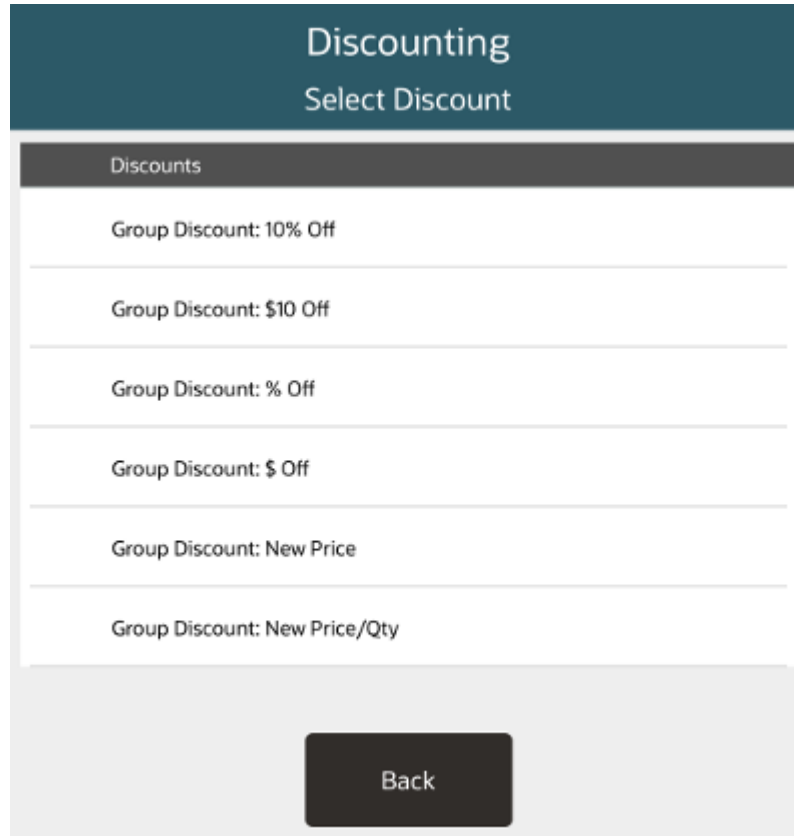 Discounting
Select Discount
Discounts
Group Discount: 10% Off
Group Discount: $10 Off
Group Discount: % Off
Group Discount: $ Off
Group Discount: New Price
Group Discount: New Price/Qty
Back